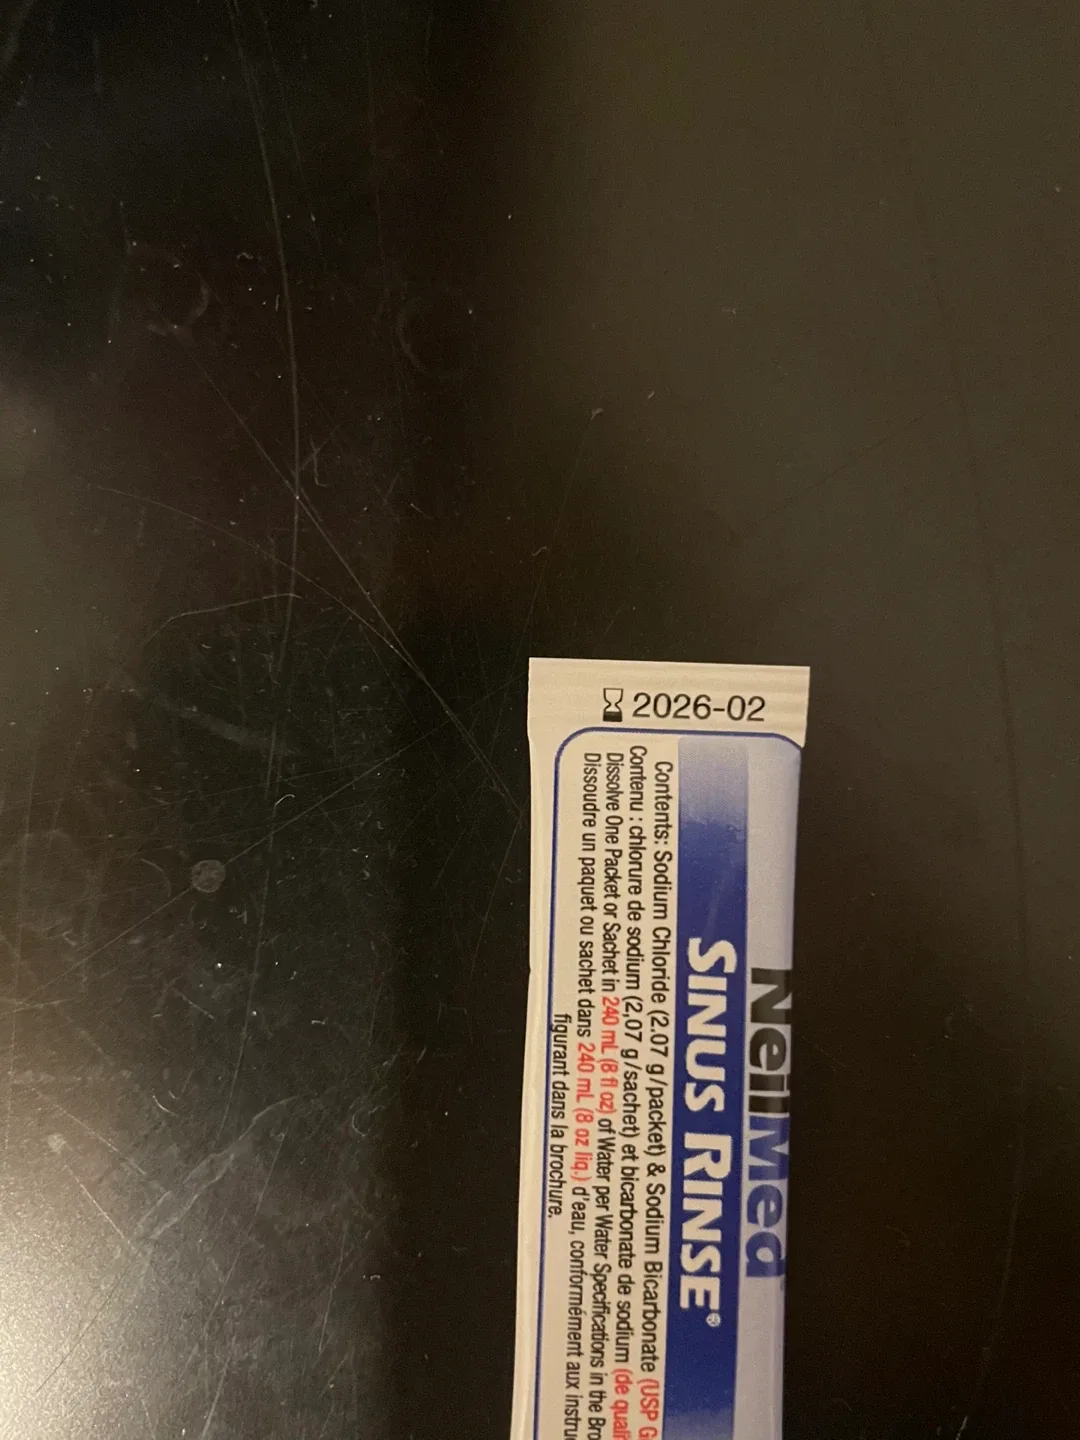 2026-02
NeilMed
SINUS RINSE®
Contents: Sodium Chloride (2.07 g/packet) & Sodium Bicarbonate (USP G
Contenu : chlorure de sodium (2,07 g/sachet) et bicarbonate de sodium (de
Dissolve One Packet or Sachet in 240 mL (8 fl oz) of Water per Water Specifications in the
Dissoudre un paquet ou sachet dans 240 mL (8 oz liq.) d'eau, conformément aux
figurant dans la brochure.